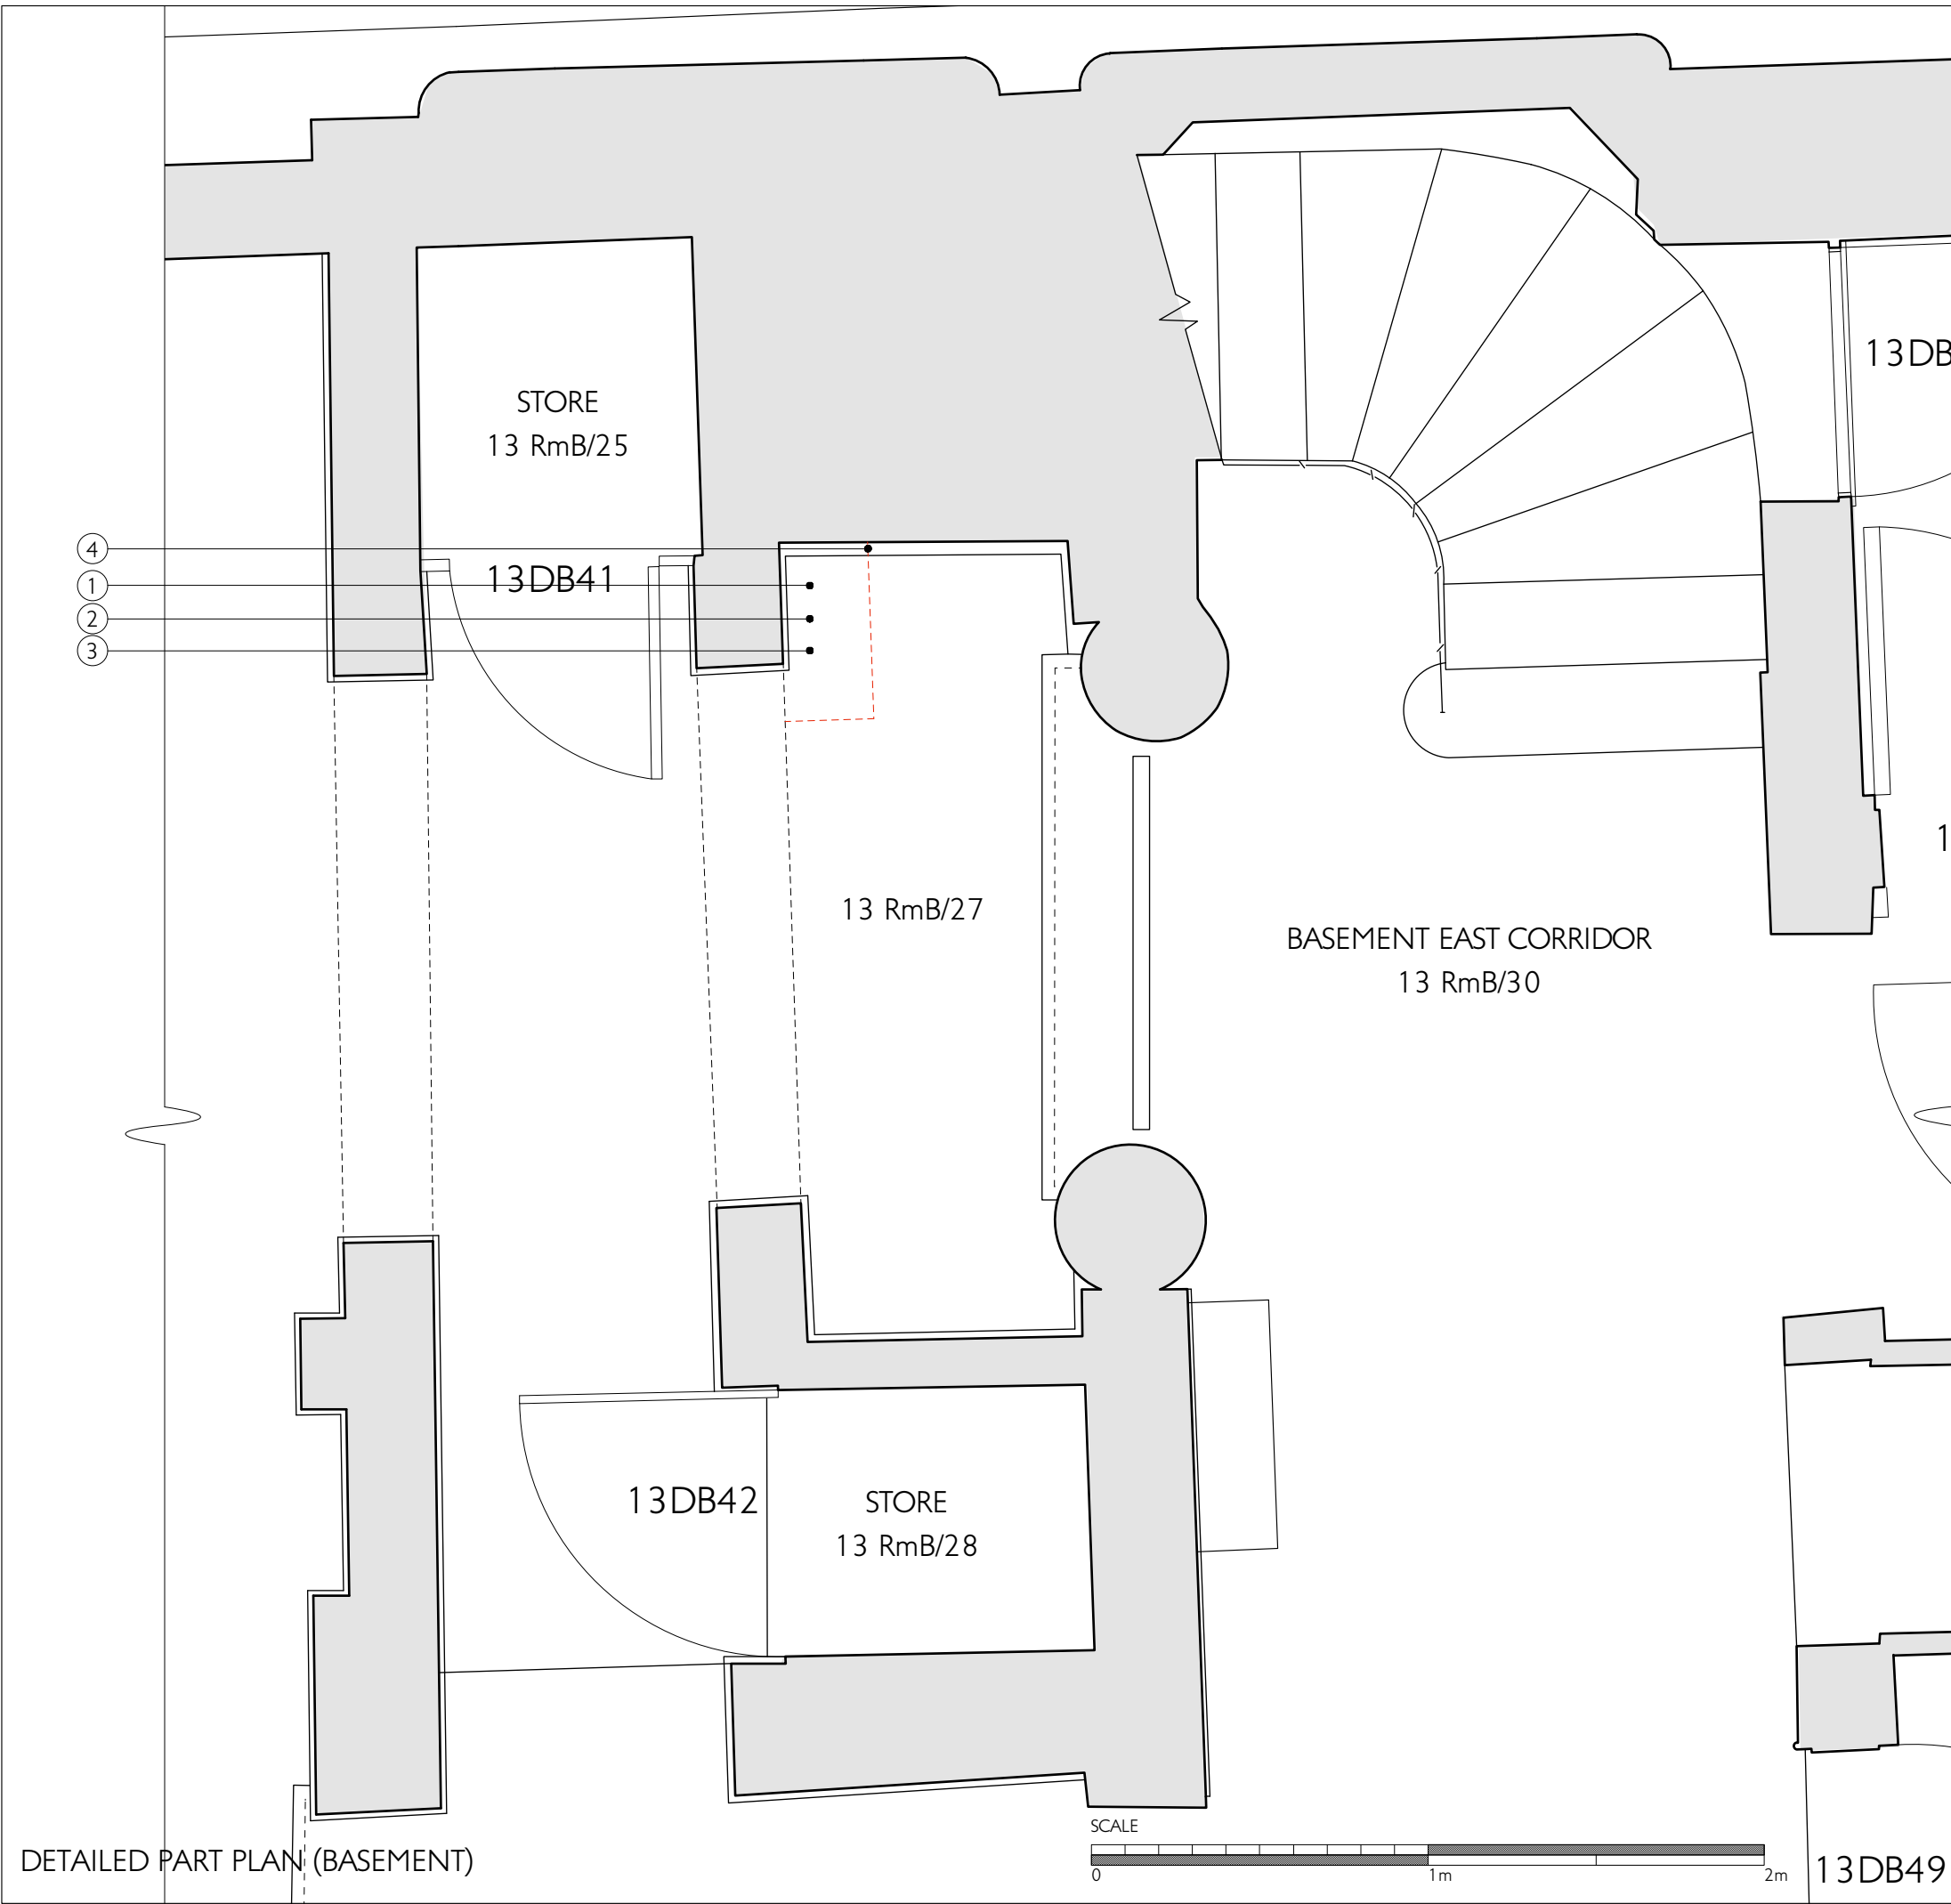 13DB
STORE
13 RmB/25
4
1
13DB41
2
3
1
13 RmB/27
BASEMENT EAST CORRIDOR
13 RmB/30
13DB42
STORE
13 RmB/28
SCALE
0 1m 2m
DETAILED PART PLAN (BASEMENT)
13DB49